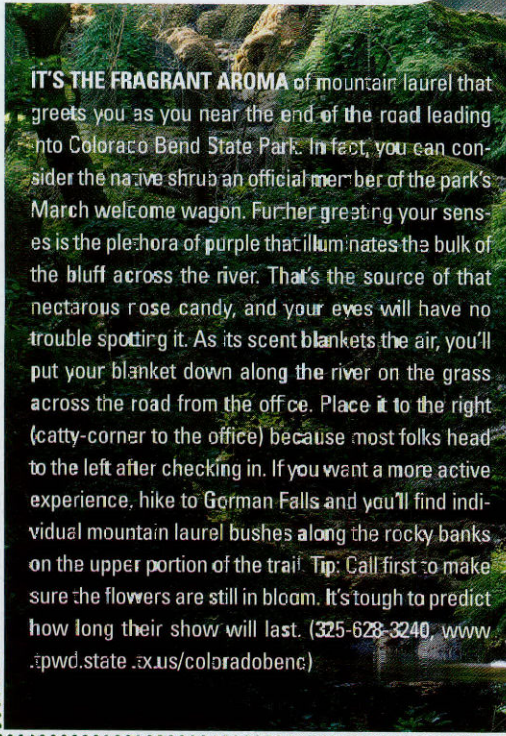 IT'S THE FRAGRANT AROMA of mountain laurel that
greets you as you near the end of the road leading
into Colorado Bend State Park. In fact, you can con-
sider the native shrub an official member of the park's
March welcome wagon. Further greeting your sens-
es is the plethora of purple that illuminates the bulk of
the bluff across the river. That's the source of that
nectarous nose candy, and your eyes will have no
trouble spotting it. As its scent blankets the air, you'll
put your blanket down along the river on the grass
across the road from the office. Place it to the right
(catty-corner to the office) because most folks head
to the left after checking in. If you want a more active
experience, hike to Gorman Falls and you'll find indi-
vidual mountain laurel bushes along the rocky banks
on the upper portion of the trail. Tip: Call first to make
sure the flowers are still in bloom. It's tough to predict
how long their show will last. (325-628-3240, www
.tpwd.state.tx.us/coloradobend)